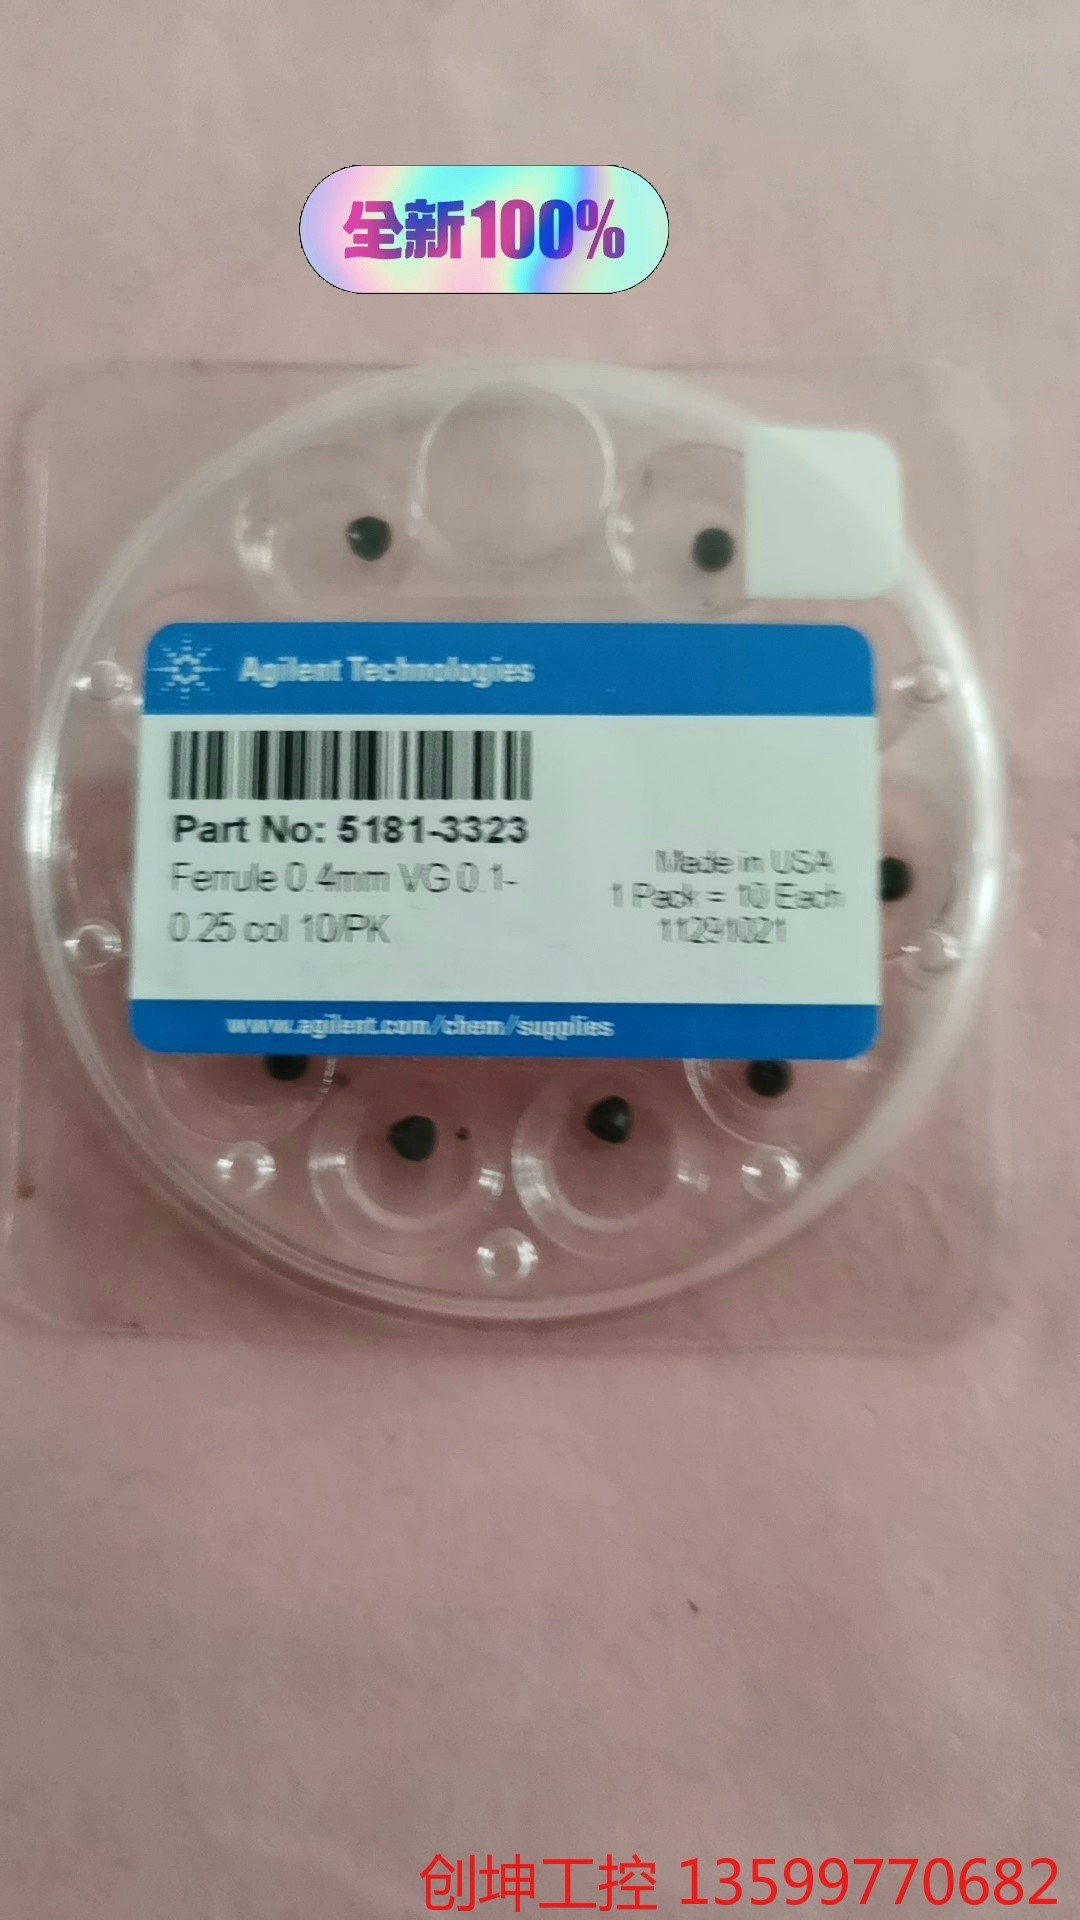 全新100%
Agilent Technologies
Part No: 5181-3323
Ferrule 0.4mm VG 0.1-
0.25 col 10/PK
Made in USA
1 Pack = 10 Each
11291021
www.agilent.com/chem/supplies
创坤工控 13599770682